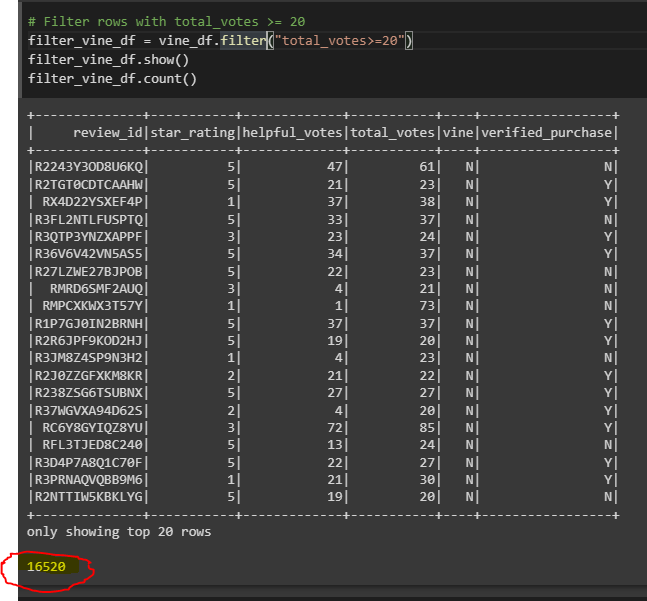 # Filter rows with total_votes >= 20
filter_vine_df = vine_df.filter("total_votes>=20")
filter_vine_df.show()
filter_vine_df.count()
+--------------+-----------+-------------+-----------+----+-----------------+
|     review_id|star_rating|helpful_votes|total_votes|vine|verified_purchase|
+--------------+-----------+-------------+-----------+----+-----------------+
|R2243Y3OD8U6KQ|          5|           47|         61|   N|                N|
|R2TGT0CDTCAAHW|          5|           21|         23|   N|                Y|
| RX4D22YSXEF4P|          1|           37|         38|   N|                Y|
|R3FL2NTLFUSPTQ|          5|           33|         37|   N|                N|
|R3QTP3YNZXAPPF|          3|           23|         24|   N|                Y|
|R36V6V42VN5AS5|          5|           34|         37|   N|                Y|
|R27LZWE27BJPOB|          5|           22|         23|   N|                N|
| RMRD6SMF2AUQ|          3|            4|         21|   N|                N|
| RMPCXKWX3T57Y|          1|            1|         73|   N|                N|
|R1P7GJ0IN2BRNH|          5|           37|         37|   N|                Y|
|R2R6JPF9KOD2HJ|          5|           19|         20|   N|                Y|
|R3JM8Z4SP9N3H2|          1|            4|         23|   N|                N|
|R2J0ZZGFXKM8KR|          2|           21|         22|   N|                Y|
|R238ZSG6TSUBNX|          5|           27|         27|   N|                Y|
|R37WGVXA94D62S|          2|            4|         20|   N|                N|
| RC6Y8GYIQZ8YU|          3|           72|         85|   N|                Y|
| RFL3TJED8C240|          5|           13|         24|   N|                N|
|R3D4P7A8Q1C70F|          5|           22|         27|   N|                Y|
|R3PRNAQVQBB9M6|          1|           21|         30|   N|                Y|
|R2NTTIW5KBKLYG|          5|           19|         20|   N|                N|
+--------------+-----------+-------------+-----------+----+-----------------+
only showing top 20 rows
16520